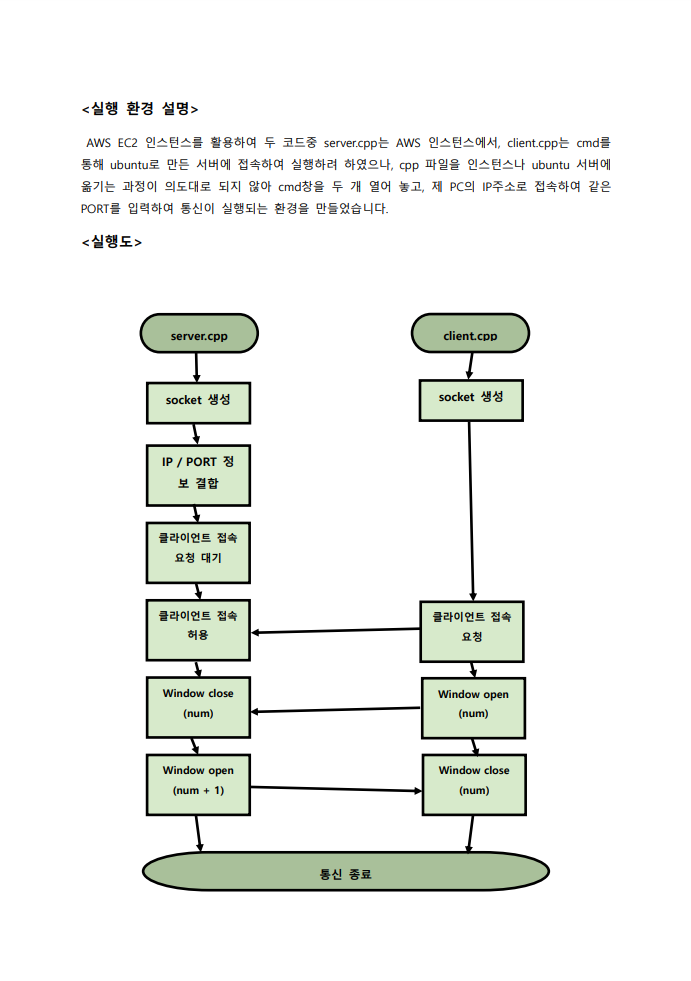 <실행 환경 설명>
AWS EC2 인스턴스를 활용하여 두 코드중 server.cpp는 AWS 인스턴스에서, client.cpp는 cmd를
통해 ubuntu로 만든 서버에 접속하여 실행하려 하였으나, cpp 파일을 인스턴스나 ubuntu 서버에
옮기는 과정이 의도대로 되지 않아 cmd창을 두 개 열어 놓고, 제 PC의 IP주소로 접속하여 같은
PORT를 입력하여 통신이 실행되는 환경을 만들었습니다.
<실행도>
server.cpp
client.cpp
socket 생성
socket 생성
IP / PORT 정
보 결합
클라이언트 접속
요청 대기
클라이언트 접속
허용
클라이언트 접속
요청
Window close
(num)
Window open
(num)
Window open
(num + 1)
Window close
(num)
통신 종료